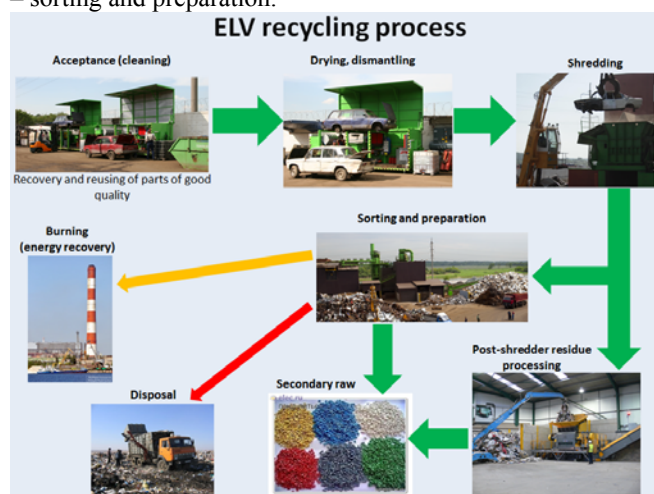 – sorting and preparation.
ELV recycling process
Acceptance (cleaning)
Drying, dismantling
Shredding
Recovery and reusing of parts of good
quality
Sorting and preparation
Burning
(energy recovery)
Post-shredder residue
processing
Disposal
Secondary raw